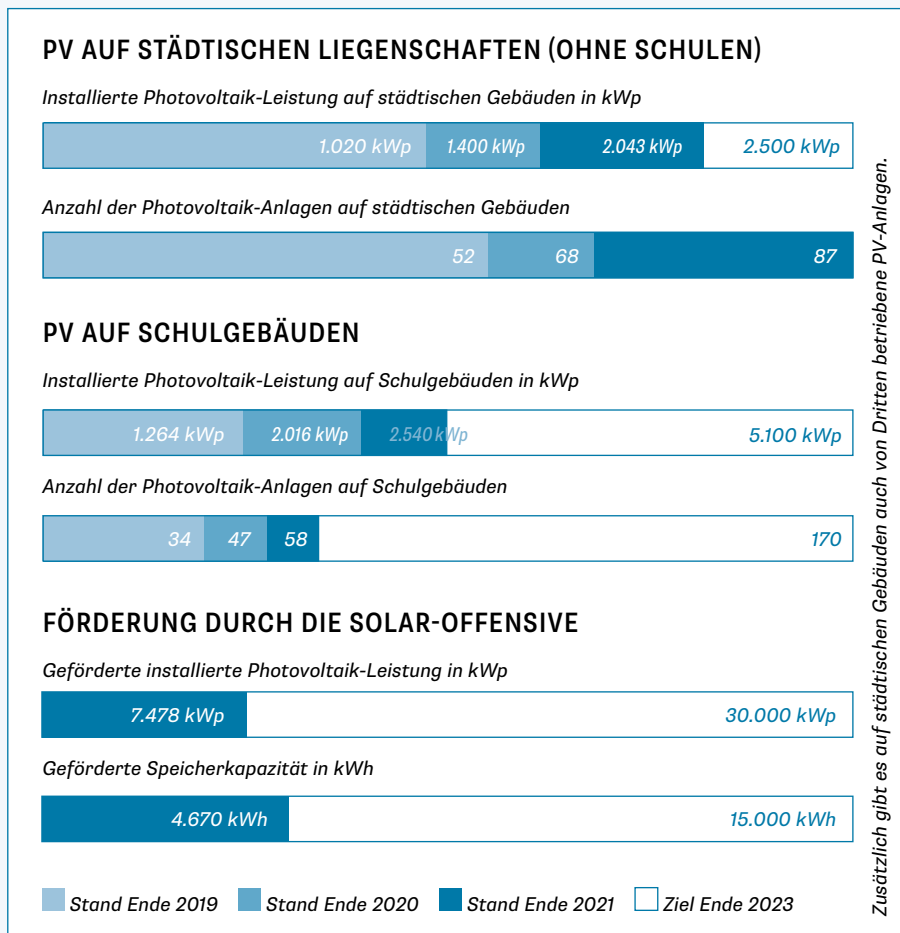 PV AUF STÄDTISCHEN LIEGENSCHAFTEN (OHNE SCHULEN)
Installierte Photovoltaik-Leistung auf städtischen Gebäuden in kWp
1.020 kWp 1.400 kWp 2.043 kWp 2.500 kWp
Anzahl der Photovoltaik-Anlagen auf städtischen Gebäuden
52 68 87
PV AUF SCHULGEBÄUDEN
Installierte Photovoltaik-Leistung auf Schulgebäuden in kWp
1.264 kWp 2.016 kWp 2.540 kWp 5.100 kWp
Anzahl der Photovoltaik-Anlagen auf Schulgebäuden
34 47 58 170
FÖRDERUNG DURCH DIE SOLAR-OFFENSIVE
Geförderte installierte Photovoltaik-Leistung in kWp
7.478 kWp 30.000 kWp
Geförderte Speicherkapazität in kWh
4.670 kWh 15.000 kWh
Stand Ende 2019 Stand Ende 2020 Stand Ende 2021 Ziel Ende 2023
Zusätzlich gibt es auf städtischen Gebäuden auch von Dritten betriebene PV-Anlagen.